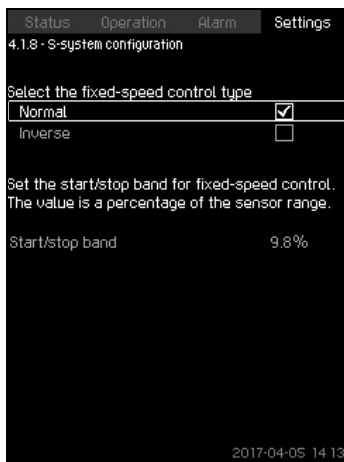 Status Operation Alarm Settings
4.1.8 - S-system configuration
Select the fixed-speed control type
Normal
Inverse
Set the start/stop band for fixed-speed control.
The value is a percentage of the sensor range.
Start/stop band 9.8%
2017-04-05 14:13